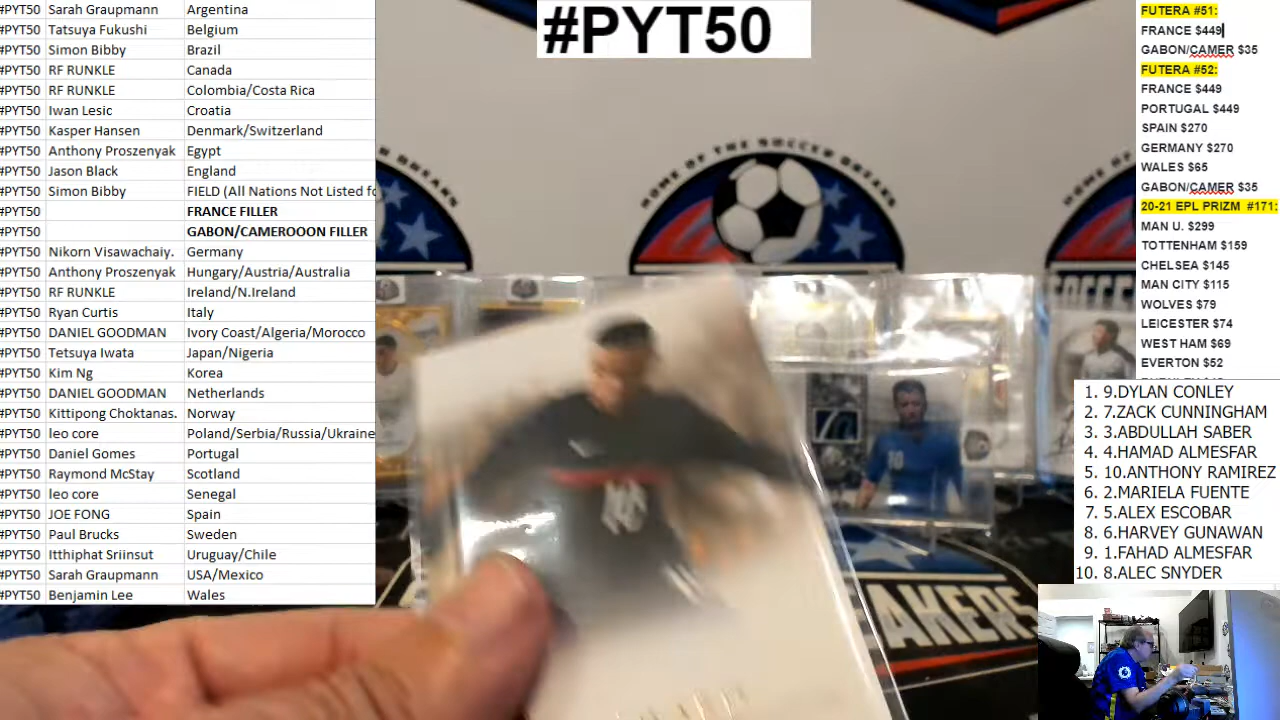 #PYT50 Sarah Graupmann Argentina
#PYT50 Tatsuya Fukushi Belgium
#PYT50 Simon Bibby Brazil
#PYT50 RF RUNKLE Canada
#PYT50 RF RUNKLE Colombia/Costa Rica
#PYT50 Iwan Lesic Croatia
#PYT50 Kasper Hansen Denmark/Switzerland
#PYT50 Anthony Proszenyak Egypt
#PYT50 Jason Black England
#PYT50 Simon Bibby FIELD (All Nations Not Listed fo
#PYT50 FRANCE FILLER
#PYT50 GABON/CAMEROOON FILLER
#PYT50 Nikorn Visawachaiy. Germany
#PYT50 Anthony Proszenyak Hungary/Austria/Australia
#PYT50 RF RUNKLE Ireland/N.Ireland
#PYT50 Ryan Curtis Italy
#PYT50 DANIEL GOODMAN Ivory Coast/Algeria/Morocco
#PYT50 Tetsuya Iwata Japan/Nigeria
#PYT50 Kim Ng Korea
#PYT50 DANIEL GOODMAN Netherlands
#PYT50 Kittipong Choktanas. Norway
#PYT50 leo core Poland/Serbia/Russia/Ukraine
#PYT50 Daniel Gomes Portugal
#PYT50 Raymond McStay Scotland
#PYT50 leo core Senegal
#PYT50 JOE FONG Spain
#PYT50 Paul Brucks Sweden
#PYT50 Itthiphat Sriinsut Uruguay/Chile
#PYT50 Sarah Graupmann USA/Mexico
#PYT50 Benjamin Lee Wales
#PYT50
HOME OF THE SOCCER BREAKS
10
AKERS
FUTERA #51:
FRANCE $449
GABON/CAMER $35
FUTERA #52:
FRANCE $449
PORTUGAL $449
SPAIN $270
GERMANY $270
WALES $65
GABON/CAMER $35
20-21 EPL PRIZM #171:
MAN U. $299
TOTTENHAM $159
CHELSEA $145
MAN CITY $115
WOLVES $79
LEICESTER $74
WEST HAM $69
EVERTON $52
1. 9.DYLAN CONLEY
2. 7.ZACK CUNNINGHAM
3. 3.ABDULLAH SABER
4. 4.HAMAD ALMESFAR
5. 10.ANTHONY RAMIREZ
6. 2.MARIELA FUENTE
7. 5.ALEX ESCOBAR
8. 6.HARVEY GUNAWAN
9. 1.FAHAD ALMESFAR
10. 8.ALEC SNYDER